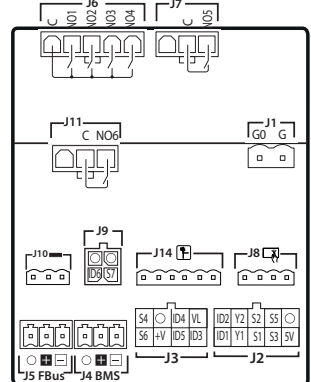 J6 J7
C NO1 NO2 NO3 NO4 C NO5
J11 J1
C NO6 G0 G
J9
J10 J14 J8
ID6 S7
S4 ID4 VL ID2 Y2 S2 S5
S6 +V ID5 ID3 ID1 Y1 S1 S3 5V
J3 J2
J5 FBus J4 BMS